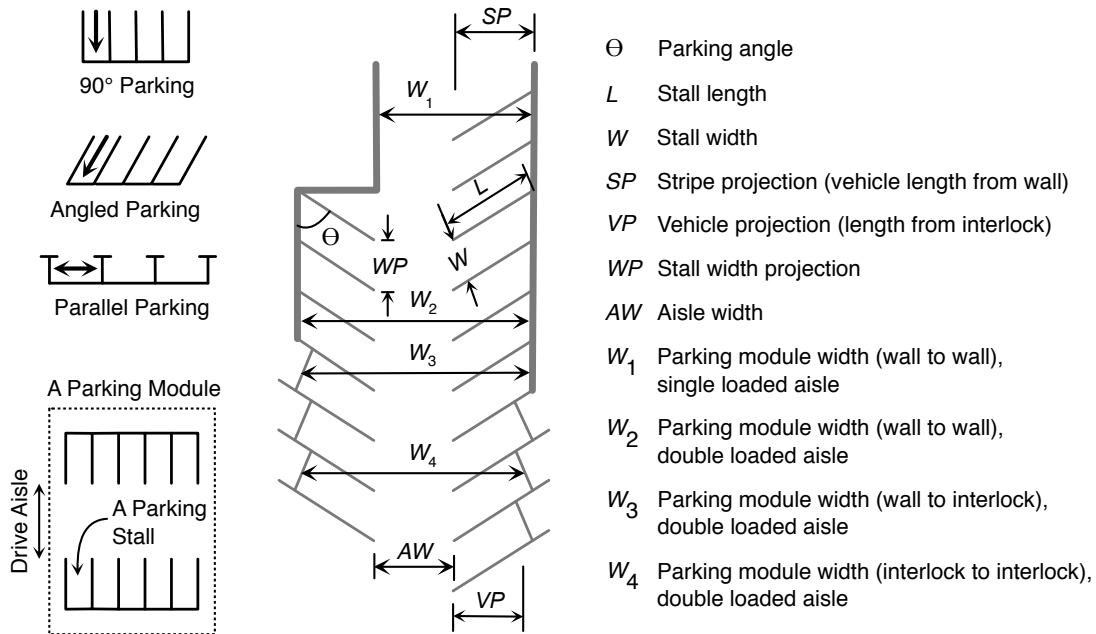 90° Parking
Angled Parking
Parallel Parking
A Parking Module
Drive Aisle
A Parking
Stall
SP
W1
L
Θ
WP
W
W2
W3
W4
AW
VP
Θ Parking angle
L Stall length
W Stall width
SP Stripe projection (vehicle length from wall)
VP Vehicle projection (length from interlock)
WP Stall width projection
AW Aisle width
W1 Parking module width (wall to wall),
single loaded aisle
W2 Parking module width (wall to wall),
double loaded aisle
W3 Parking module width (wall to interlock),
double loaded aisle
W4 Parking module width (interlock to interlock),
double loaded aisle